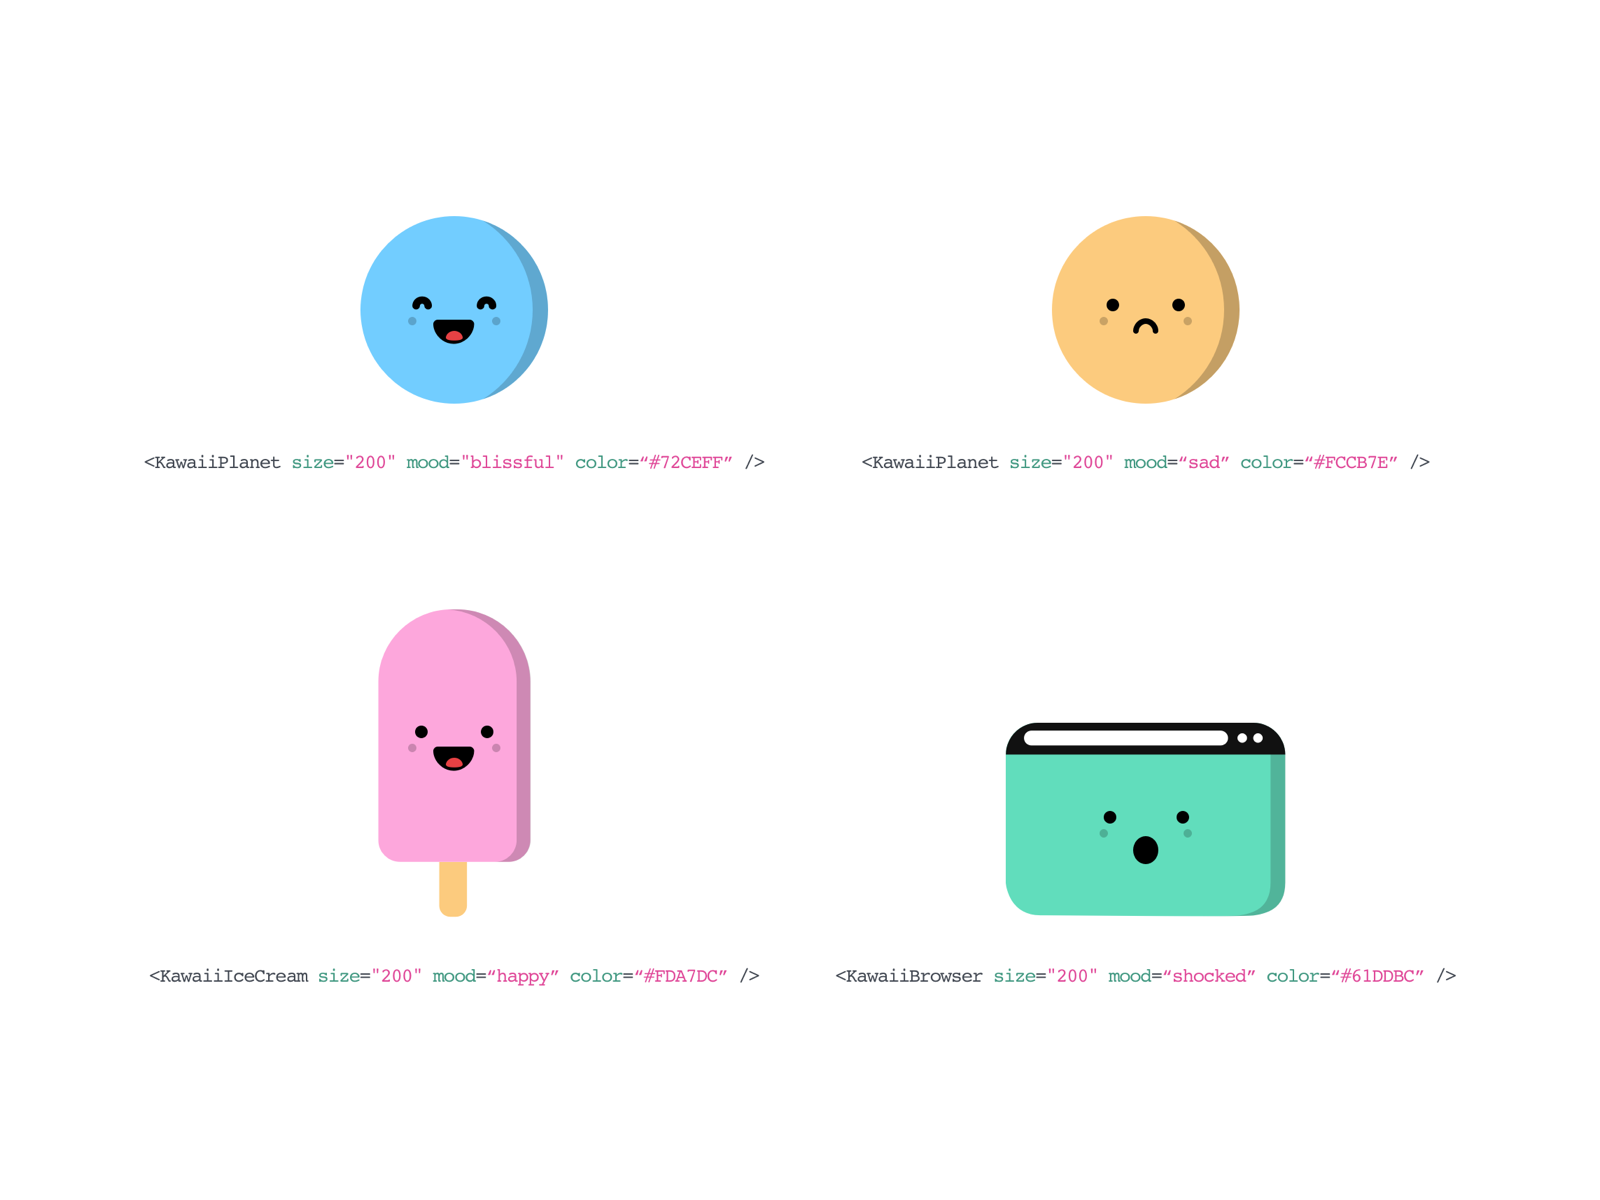 <KawaiiPlanet size="200" mood="blissful" color=“#72CEFF” />
<KawaiiPlanet size="200" mood=“sad” color=“#FCCB7E” />
<KawaiiIceCream size="200" mood=“happy” color=“#FDA7DC” />
<KawaiiBrowser size="200" mood=“shocked” color=“#61DDBC” />